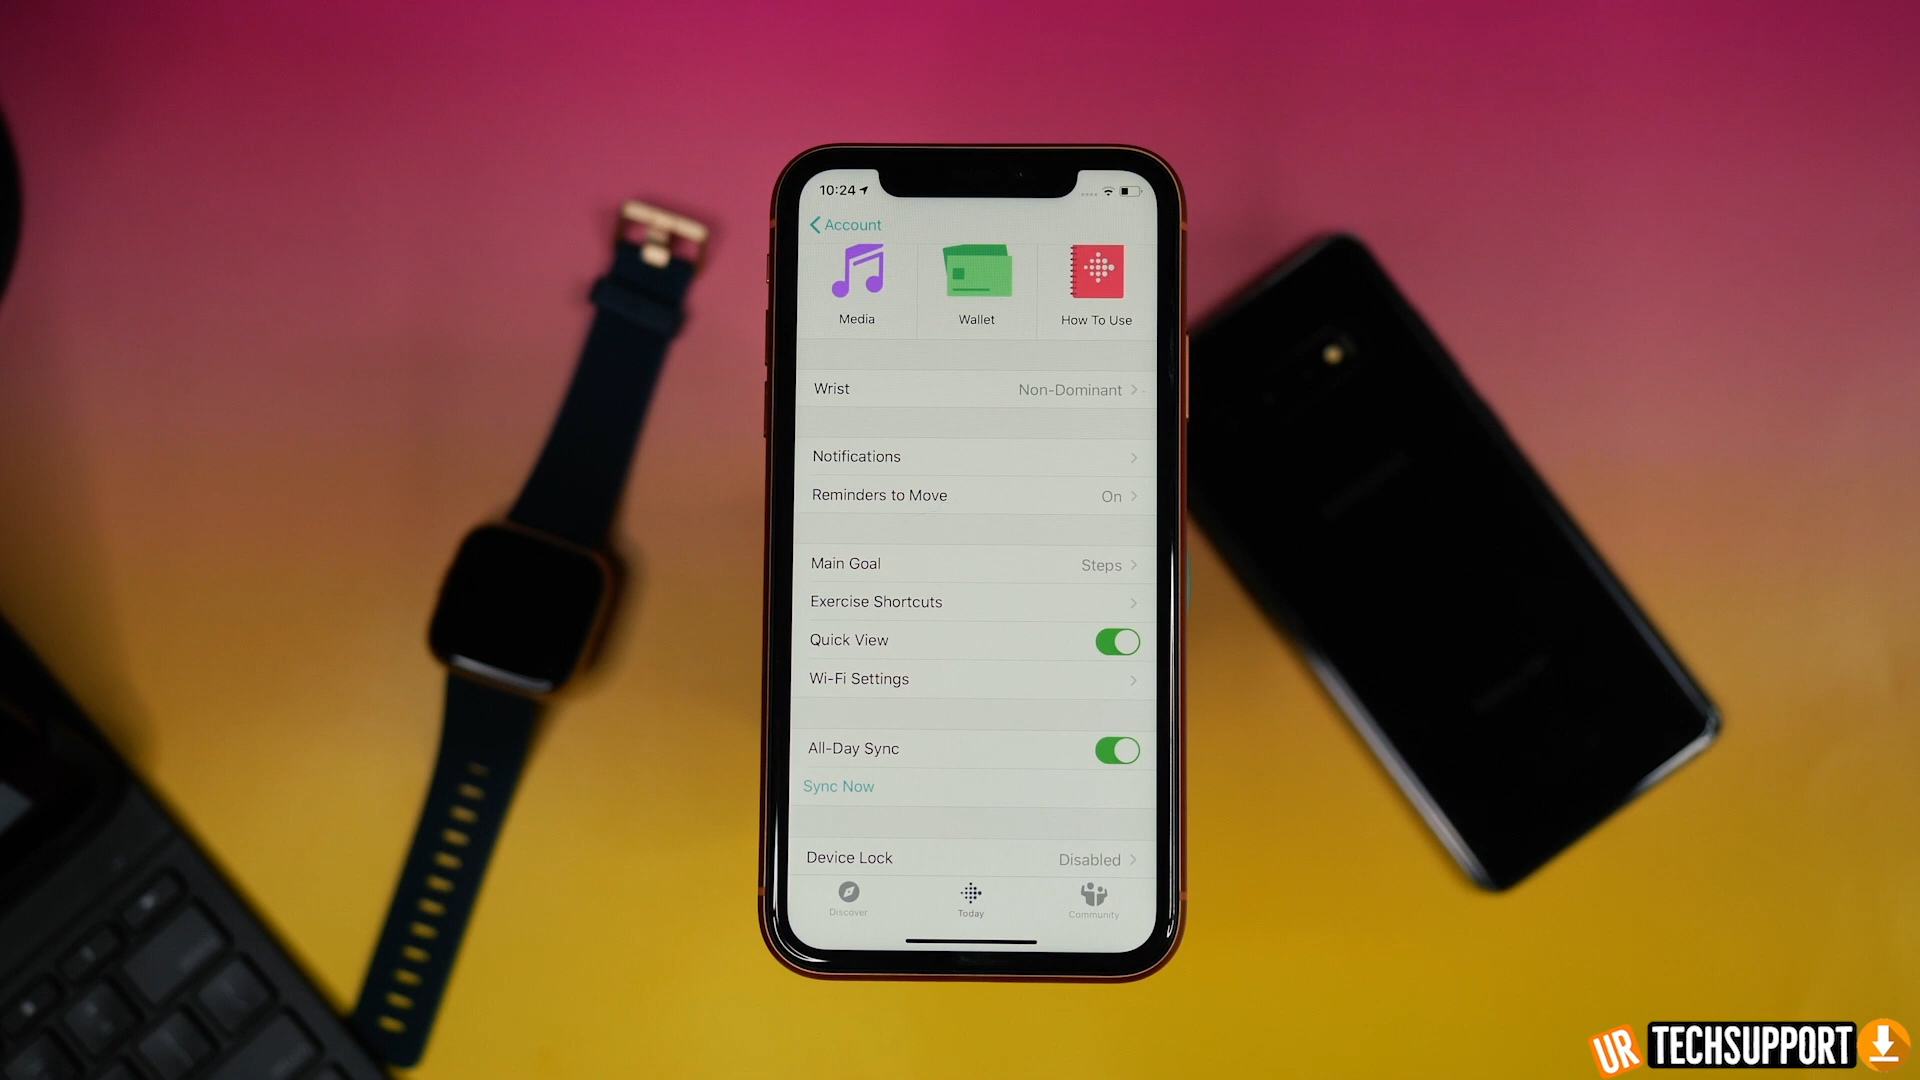 10:24
Account
Media
Wallet
How To Use
Wrist
Non-Dominant
Notifications
Reminders to Move
On
Main Goal
Steps
Exercise Shortcuts
Quick View
Wi-Fi Settings
All-Day Sync
Sync Now
Device Lock
Disabled
Discover
Today
Community
UR TECHSUPPORT